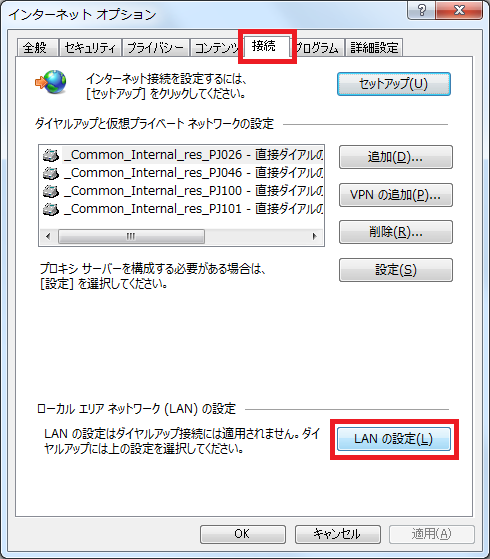 インターネット オプション
全般 セキュリティ プライバシー コンテンツ 接続 プログラム 詳細設定
インターネット接続を設定するには、
[セットアップ] をクリックしてください。
セットアップ(U)
ダイヤルアップと仮想プライベート ネットワークの設定
_Common_Internal_res_PJ026 - 直接ダイアルの
_Common_Internal_res_PJ046 - 直接ダイアルの
_Common_Internal_res_PJ100 - 直接ダイアルの
_Common_Internal_res_PJ101 - 直接ダイアルの
追加(D)...
VPN の追加(P)...
削除(R)...
プロキシ サーバーを構成する必要がある場合は、
[設定] を選択してください。
設定(S)
ローカル エリア ネットワーク (LAN) の設定
LAN の設定はダイヤルアップ接続には適用されません。ダイ
ヤルアップには上の設定を選択してください。
LAN の設定(L)
OK キャンセル 適用(A)